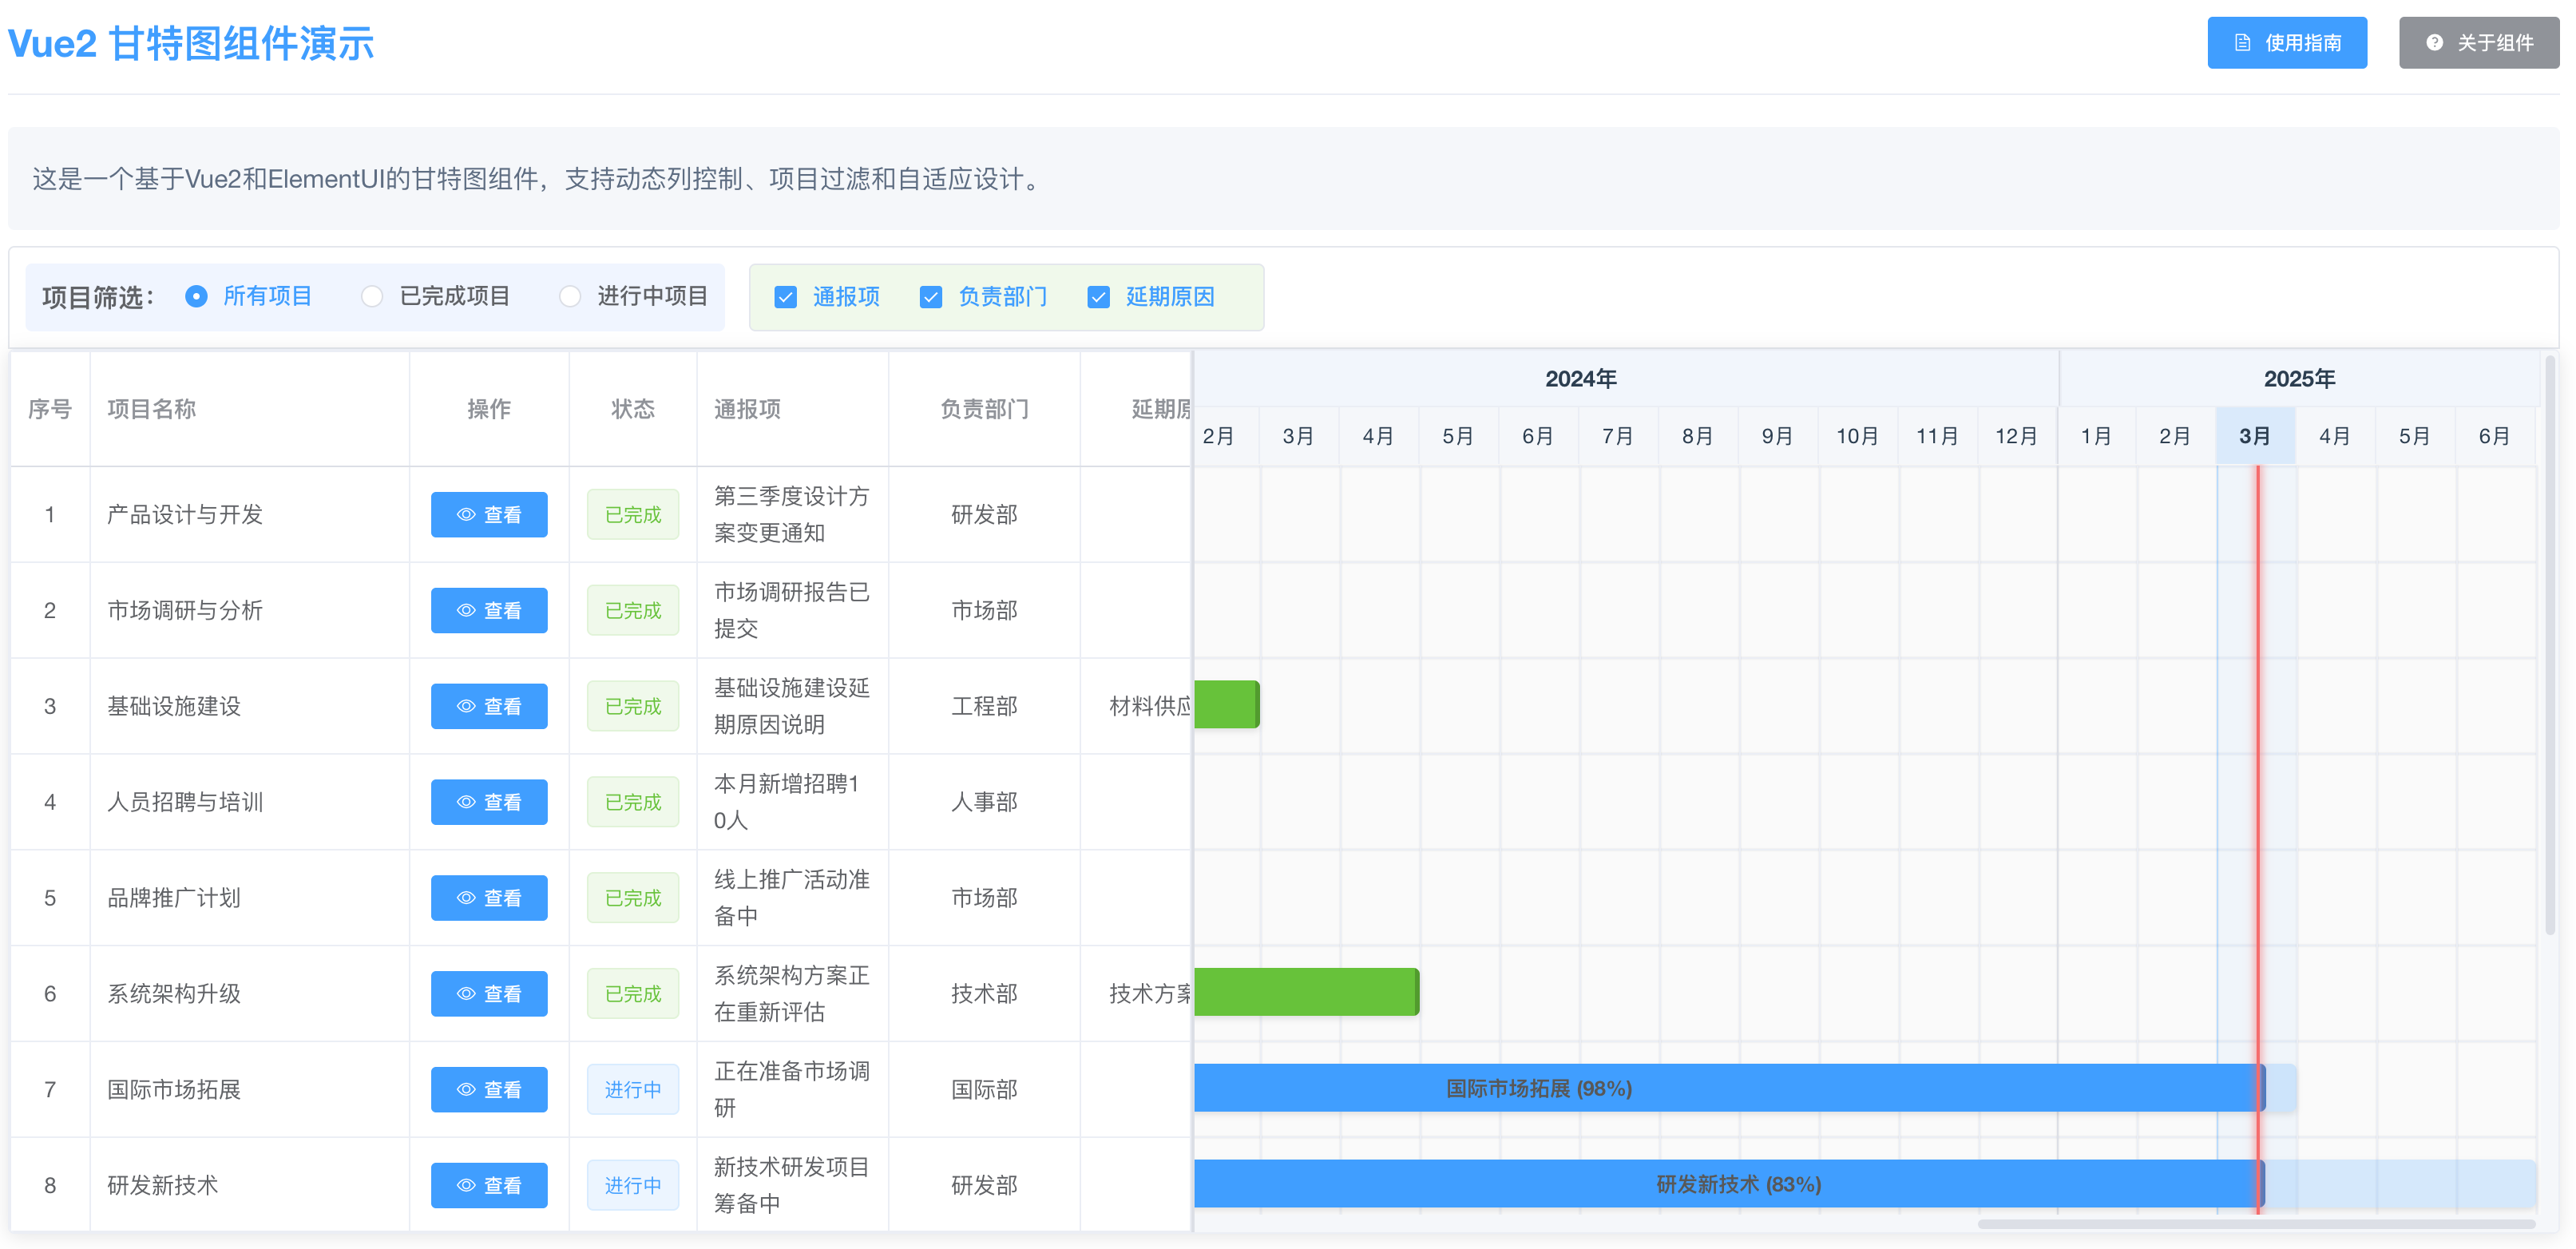 Vue2 甘特图组件演示
使用指南
关于组件
这是一个基于Vue2和ElementUI的甘特图组件，支持动态列控制、项目过滤和自适应设计。
项目筛选： 所有项目 已完成项目 进行中项目 通报项 负责部门 延期原因
2024年 2025年
序号 项目名称 操作 状态 通报项 负责部门 延期原
2月 3月 4月 5月 6月 7月 8月 9月 10月 11月 12月 1月 2月 3月 4月 5月 6月
1 产品设计与开发 查看 已完成 第三季度设计方
案变更通知 研发部
2 市场调研与分析 查看 已完成 市场调研报告已
提交 市场部
3 基础设施建设 查看 已完成 基础设施建设延
期原因说明 工程部 材料供应
4 人员招聘与培训 查看 已完成 本月新增招聘1
0人 人事部
5 品牌推广计划 查看 已完成 线上推广活动准
备中 市场部
6 系统架构升级 查看 已完成 系统架构方案正
在重新评估 技术部 技术方案
7 国际市场拓展 查看 进行中 正在准备市场调
研 国际部 国际市场拓展 (98%)
8 研发新技术 查看 进行中 新技术研发项目
筹备中 研发部 研发新技术 (83%)